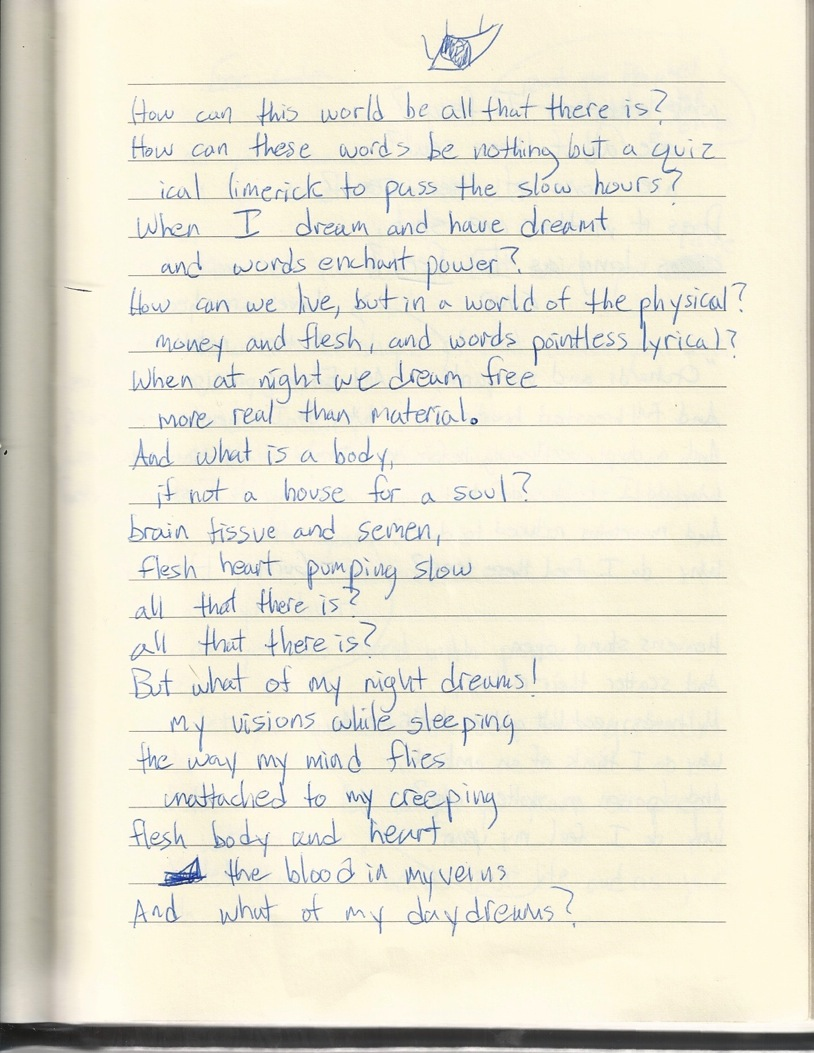 How can this world be all that there is?
How can these words be nothing but a quiz
ical limerick to pass the slow hours?
When I dream and have dreamt
and words enchant power?
How can we live, but in a world of the physical?
money and flesh, and words pointless lyrical?
When at night we dream free
more real than material.
And what is a body,
if not a house for a soul?
brain tissue and semen,
flesh heart pumping slow
all that there is?
all that there is?
But what of my night dreams!
my visions while sleeping
the way my mind flies
unattached to my creeping
flesh body and heart
the blood in my veins
And what of my daydreams?